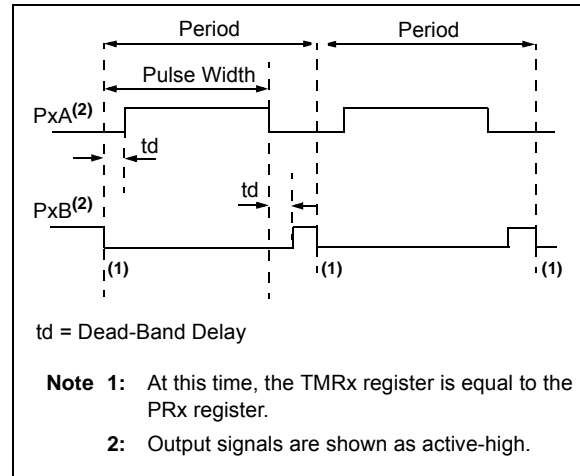 Period Period
Pulse Width
PxA(2)
td
td
PxB(2)
(1) (1) (1)
td = Dead-Band Delay
Note 1: At this time, the TMRx register is equal to the
PRx register.
2: Output signals are shown as active-high.